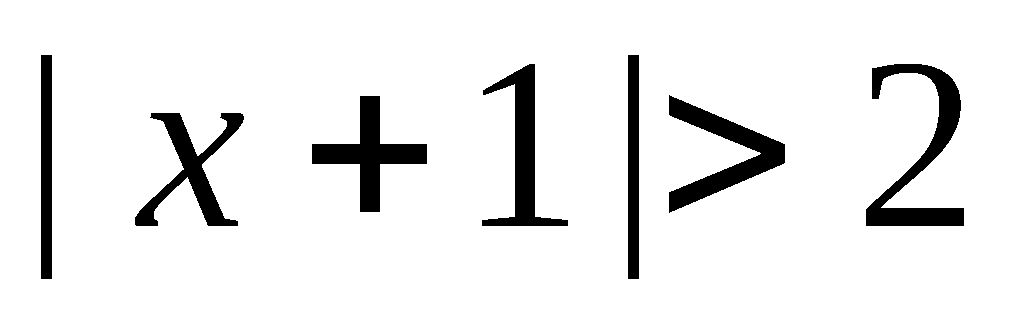 | x + 1 |> 2